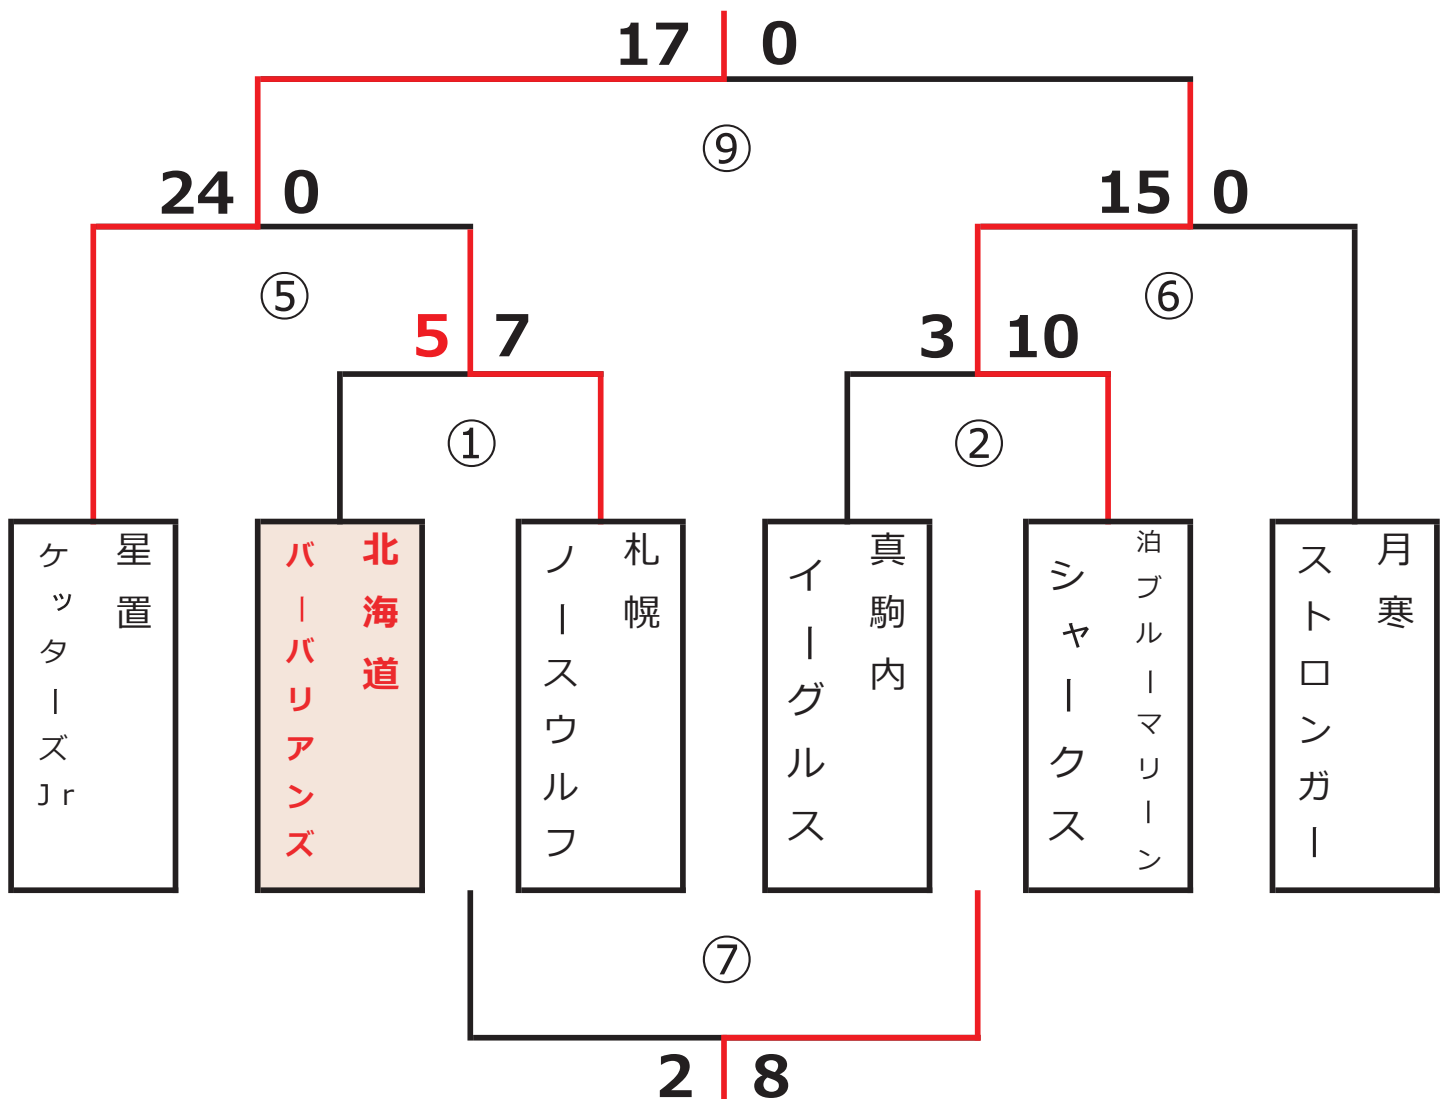 17 0
⑨
24 0
15 0
⑤
⑥
5 7
3 10
①
②
星置
ケッターズJr
北海道
バーバリアンズ
札幌
ノースウルフ
真駒内
イーグルス
泊ブルーマリーン
シャークス
月寒
ストロンガー
⑦
2 8